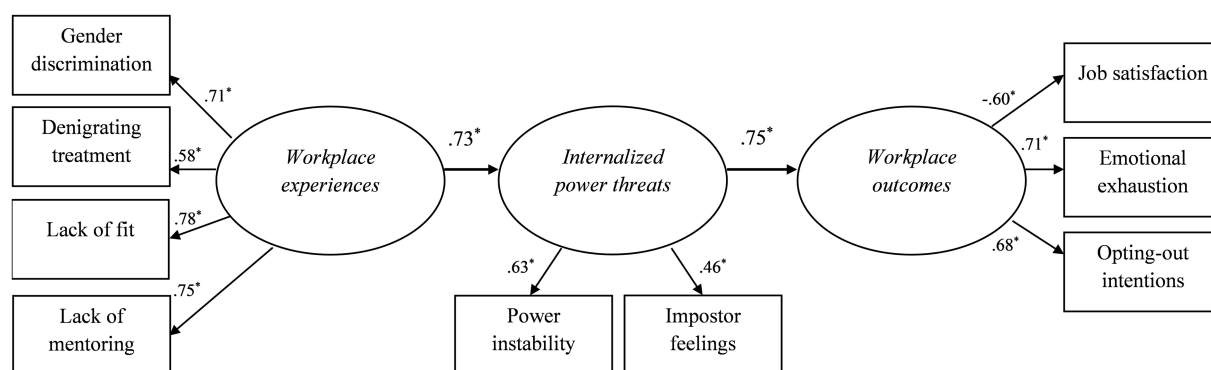 Gender
discrimination
.71*
Denigrating
treatment
.58*
Lack of fit
.78*
Lack of
mentoring
.75*
Workplace
experiences
.73*
Internalized
power threats
.63*
.46*
Power
instability
Impostor
feelings
.75*
Workplace
outcomes
-.60*
Job satisfaction
.71*
Emotional
exhaustion
.68*
Opting-out
intentions